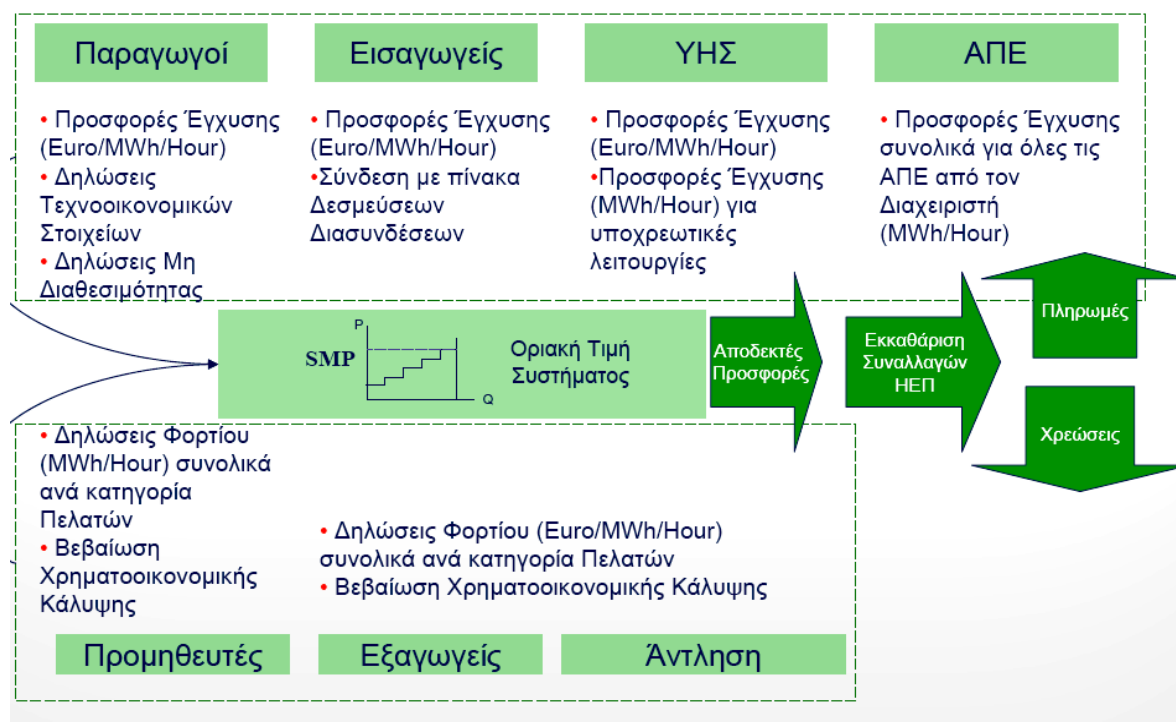 Παραγωγοί
Εισαγωγείς
ΥΗΣ
ΑΠΕ
• Προσφορές Έγχυσης
(Euro/MWh/Hour)
• Δηλώσεις
Τεχνοοικονομικών
Στοιχείων
• Δηλώσεις Μη
Διαθεσιμότητας
• Προσφορές Έγχυσης
(Euro/MWh/Hour)
•Σύνδεση με πίνακα
Δεσμεύσεων
Διασυνδέσεων
• Προσφορές Έγχυσης
(Euro/MWh/Hour)
•Προσφορές Έγχυσης
(MWh/Hour) για
υποχρεωτικές
λειτουργίες
• Προσφορές Έγχυσης
συνολικά για όλες τις
ΑΠΕ από τον
Διαχειριστή
(MWh/Hour)
P
SMP
Q
Οριακή Τιμή
Συστήματος
Αποδεκτές
Προσφορές
Εκκαθάριση
Συναλλαγών
ΗΕΠ
Πληρωμές
Χρεώσεις
• Δηλώσεις Φορτίου
(MWh/Hour) συνολικά
ανά κατηγορία
Πελατών
• Βεβαίωση
Χρηματοοικονομικής
Κάλυψης
• Δηλώσεις Φορτίου (Euro/MWh/Hour)
συνολικά ανά κατηγορία Πελατών
• Βεβαίωση Χρηματοοικονομικής Κάλυψης
Προμηθευτές
Εξαγωγείς
Άντληση